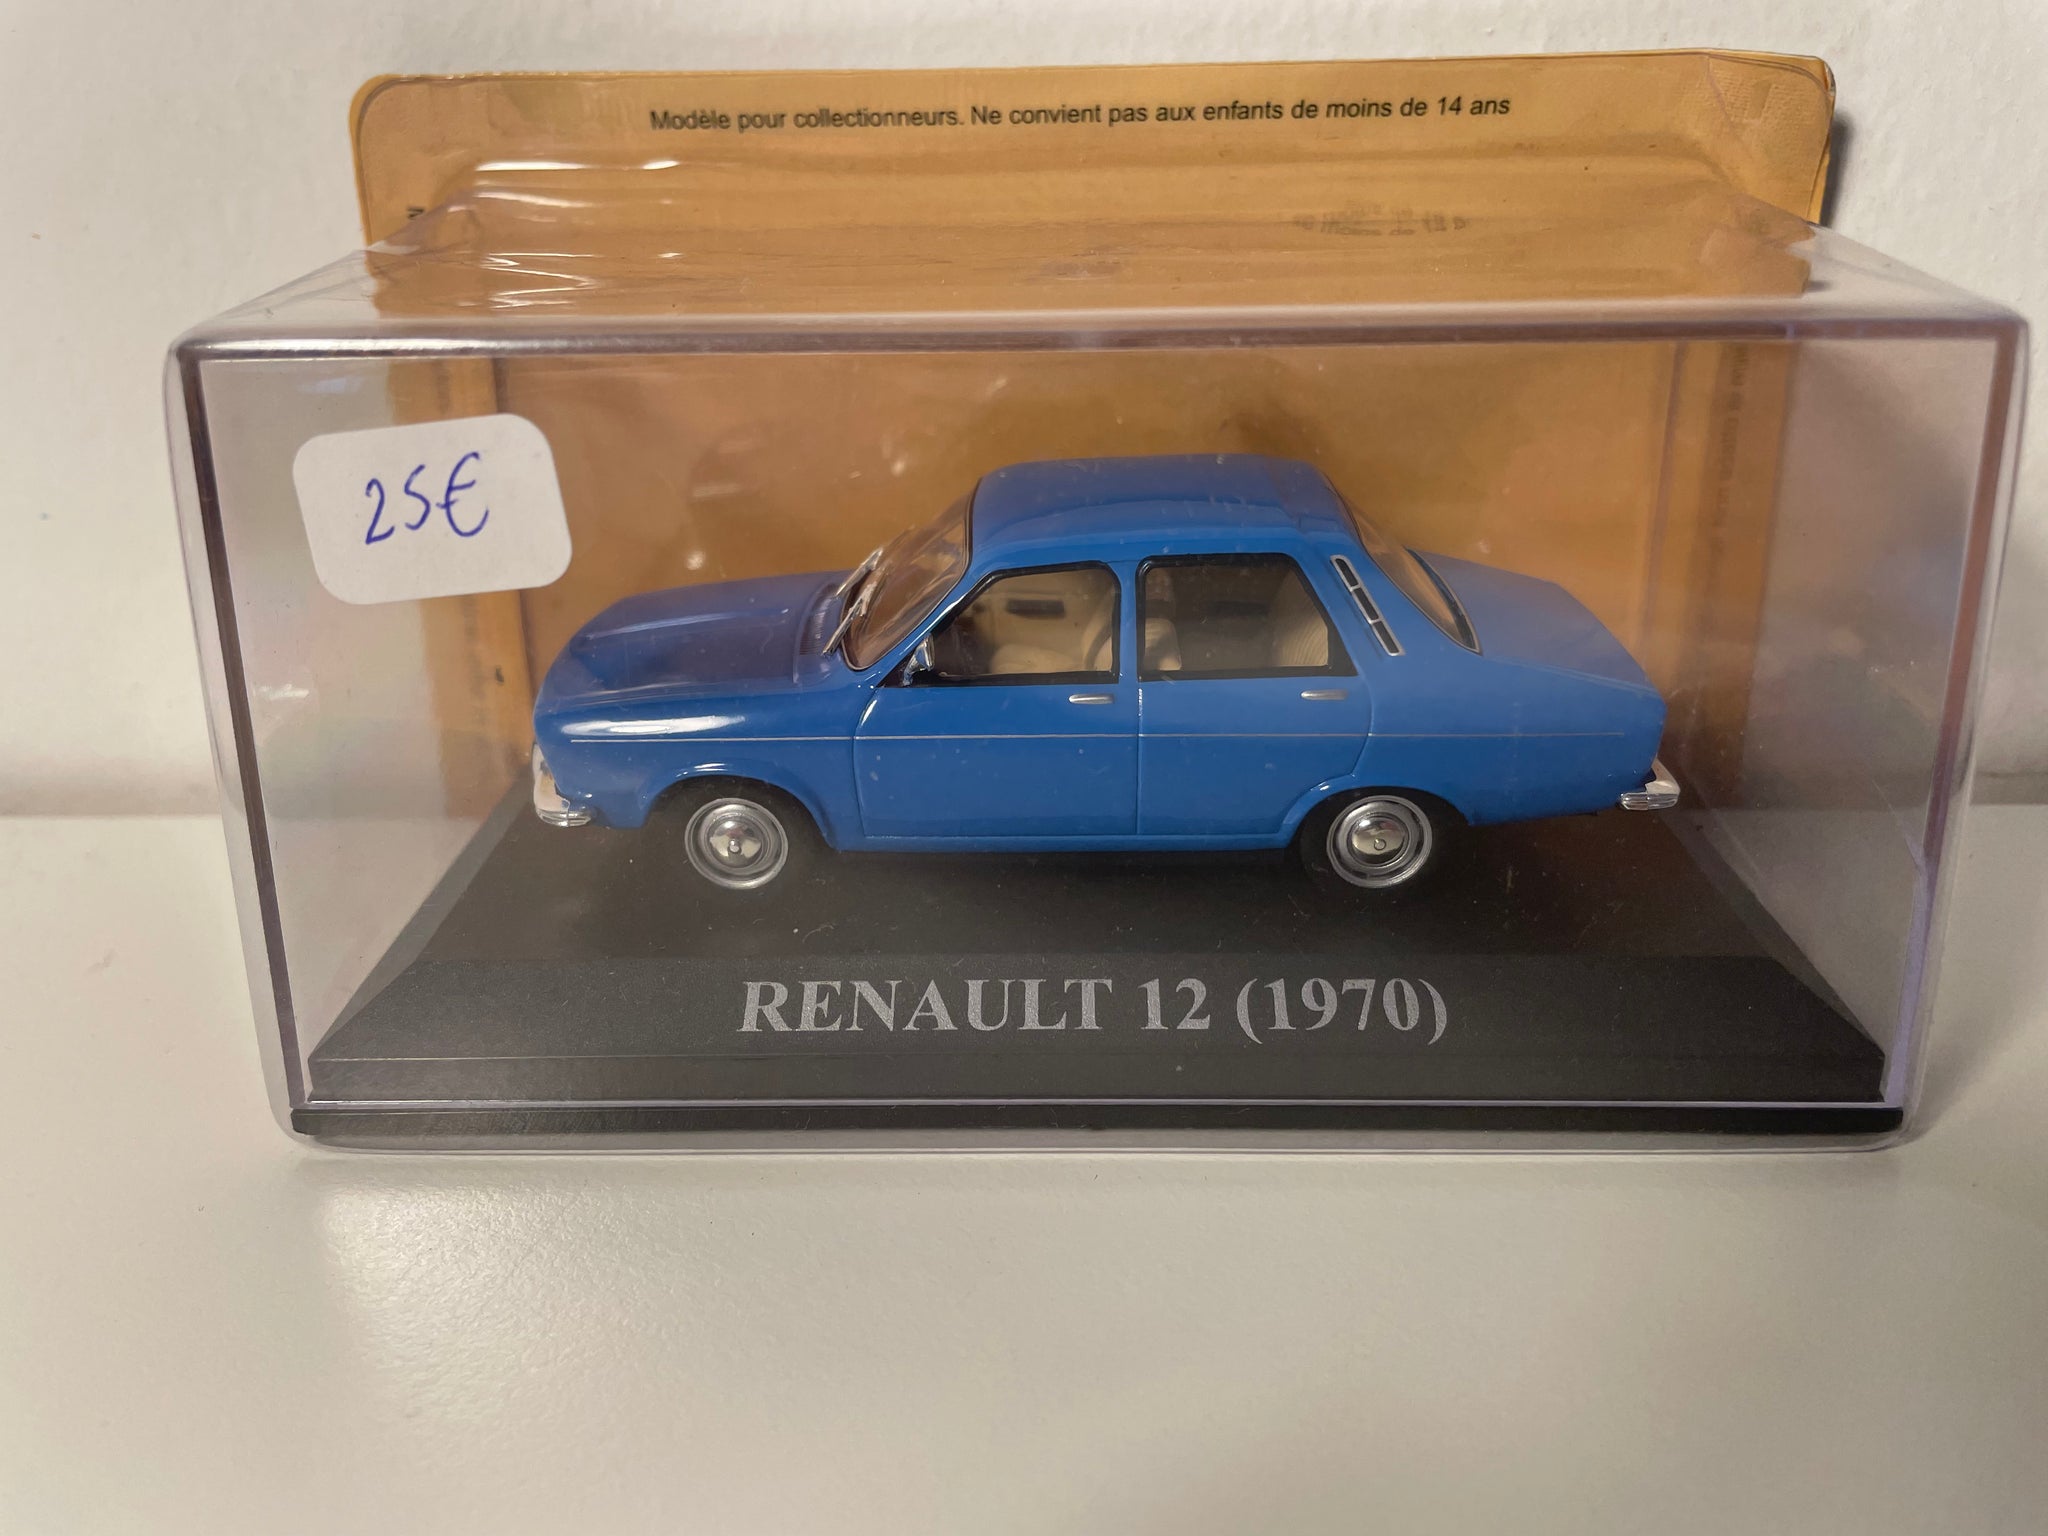 Modèle pour collectionneurs. Ne convient pas aux enfants de moins de 14 ans
25€
RENAULT 12 (1970)